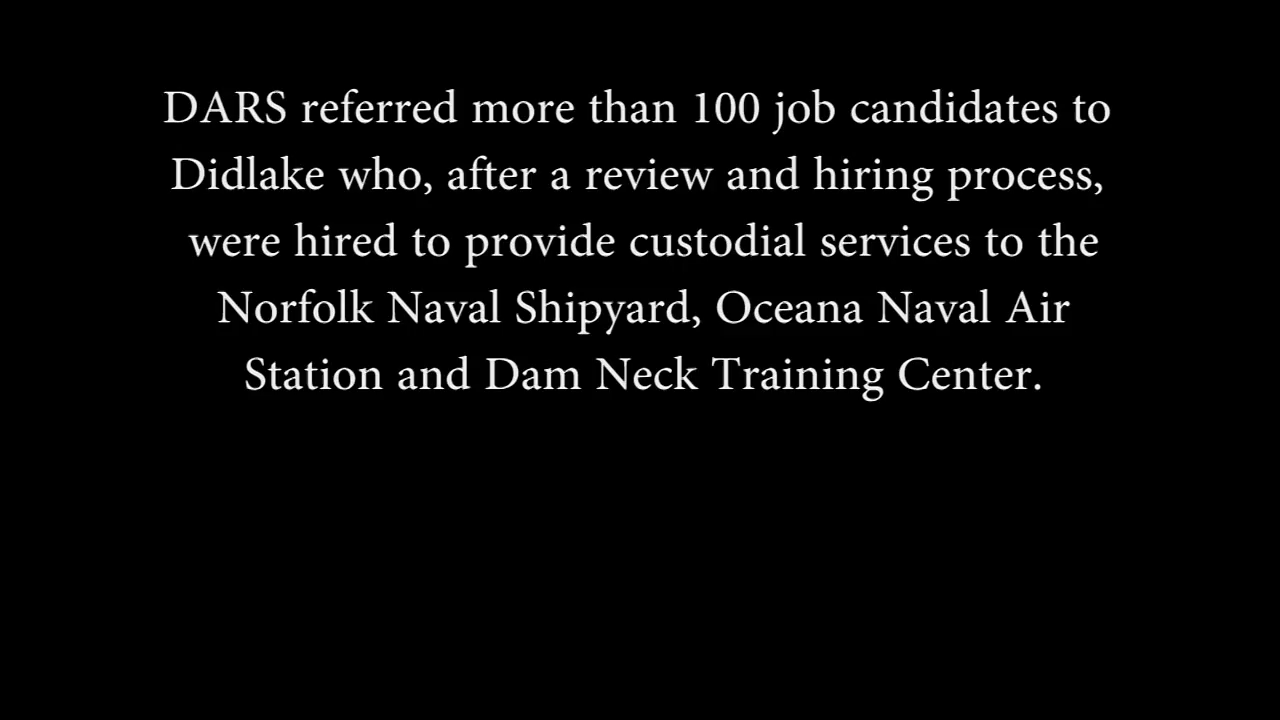 DARS referred more than 100 job candidates to
Didlake who, after a review and hiring process,
were hired to provide custodial services to the
Norfolk Naval Shipyard, Oceana Naval Air
Station and Dam Neck Training Center.